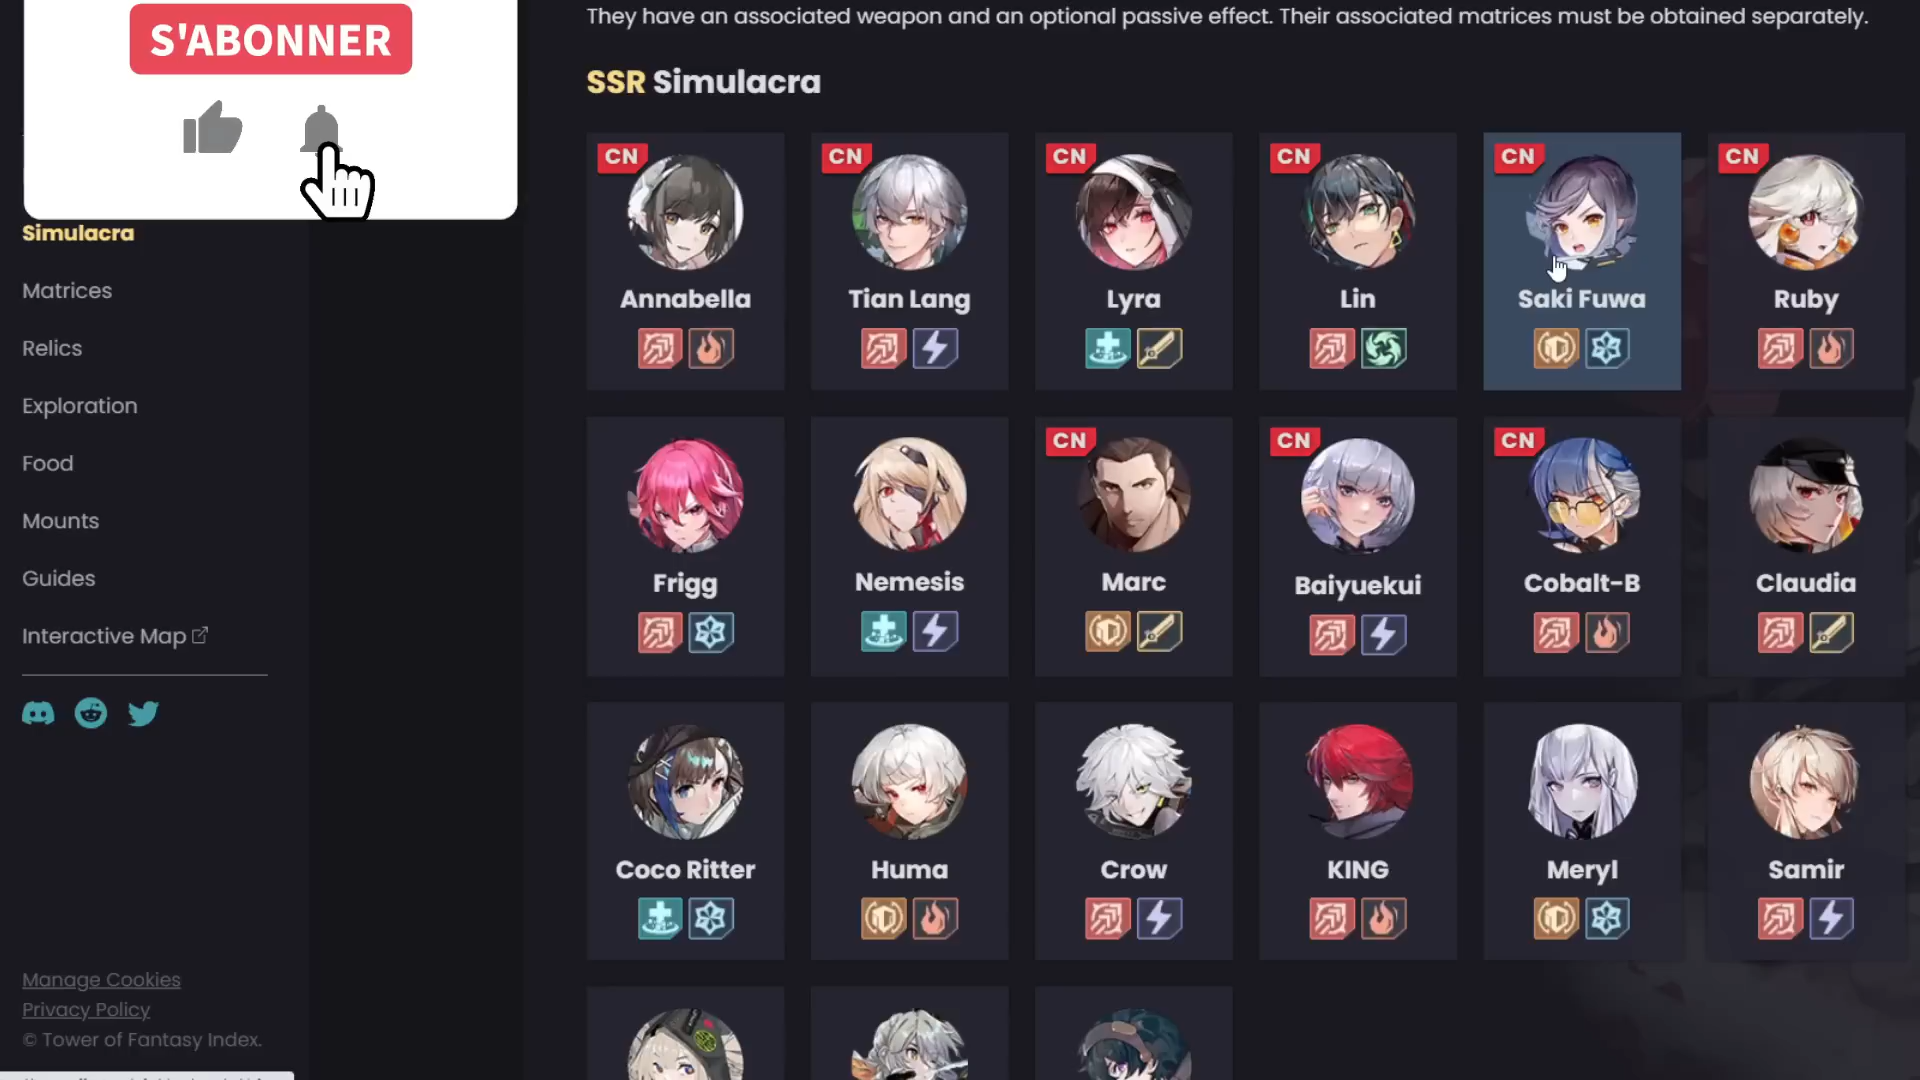 They have an associated weapon and an optional passive effect. Their associated matrices must be obtained separately.
S'ABONNER
SSR Simulacra
CN
CN
CN
CN
CN
CN
Annabella
Tian Lang
Lyra
Lin
Saki Fuwa
Ruby
Simulacra
Matrices
Relics
Exploration
Food
Mounts
Guides
Interactive Map
CN
CN
CN
Frigg
Nemesis
Marc
Baiyuekui
Cobalt-B
Claudia
Coco Ritter
Huma
Crow
KING
Meryl
Samir
Manage Cookies
Privacy Policy
© Tower of Fantasy Index.